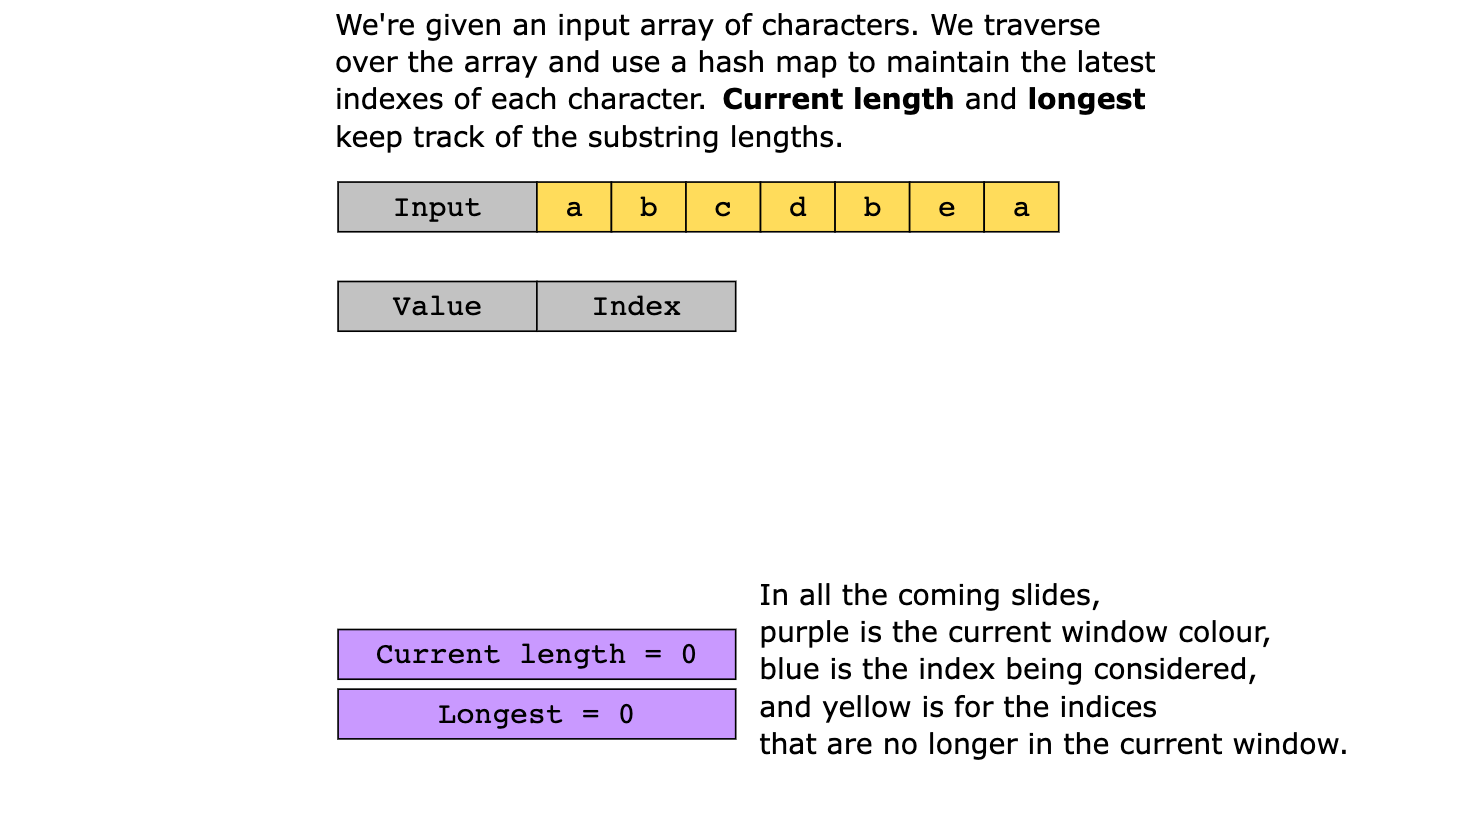 We're given an input array of characters. We traverse
over the array and use a hash map to maintain the latest
indexes of each character. Current length and longest
keep track of the substring lengths.
Input a b c d b e a
Value Index
In all the coming slides,
purple is the current window colour,
Current length = 0
blue is the index being considered,
Longest = 0
and yellow is for the indices
that are no longer in the current window.